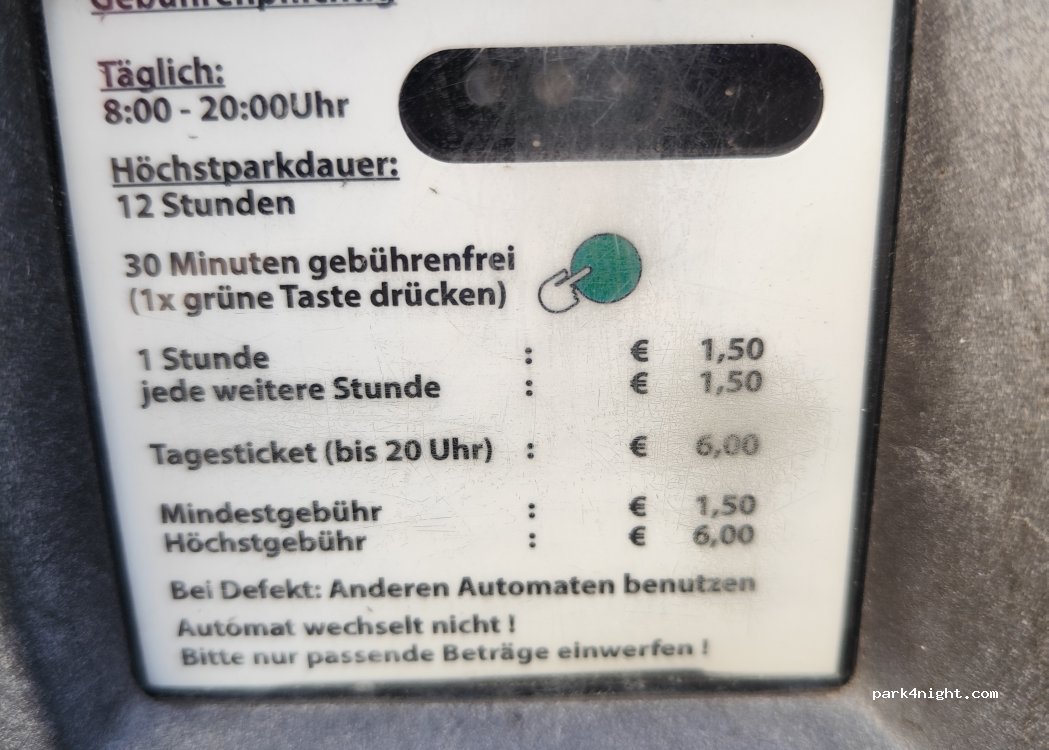 Gebührenpflichtig
Täglich:
8:00 - 20:00Uhr
Höchstparkdauer:
12 Stunden
30 Minuten gebührenfrei
(1x grüne Taste drücken)
1 Stunde : € 1,50
jede weitere Stunde : € 1,50
Tagesticket (bis 20 Uhr) : € 6,00
Mindestgebühr : € 1,50
Höchstgebühr : € 6,00
Bei Defekt: Anderen Automaten benutzen
Automat wechselt nicht !
Bitte nur passende Beträge einwerfen !
park4night.com